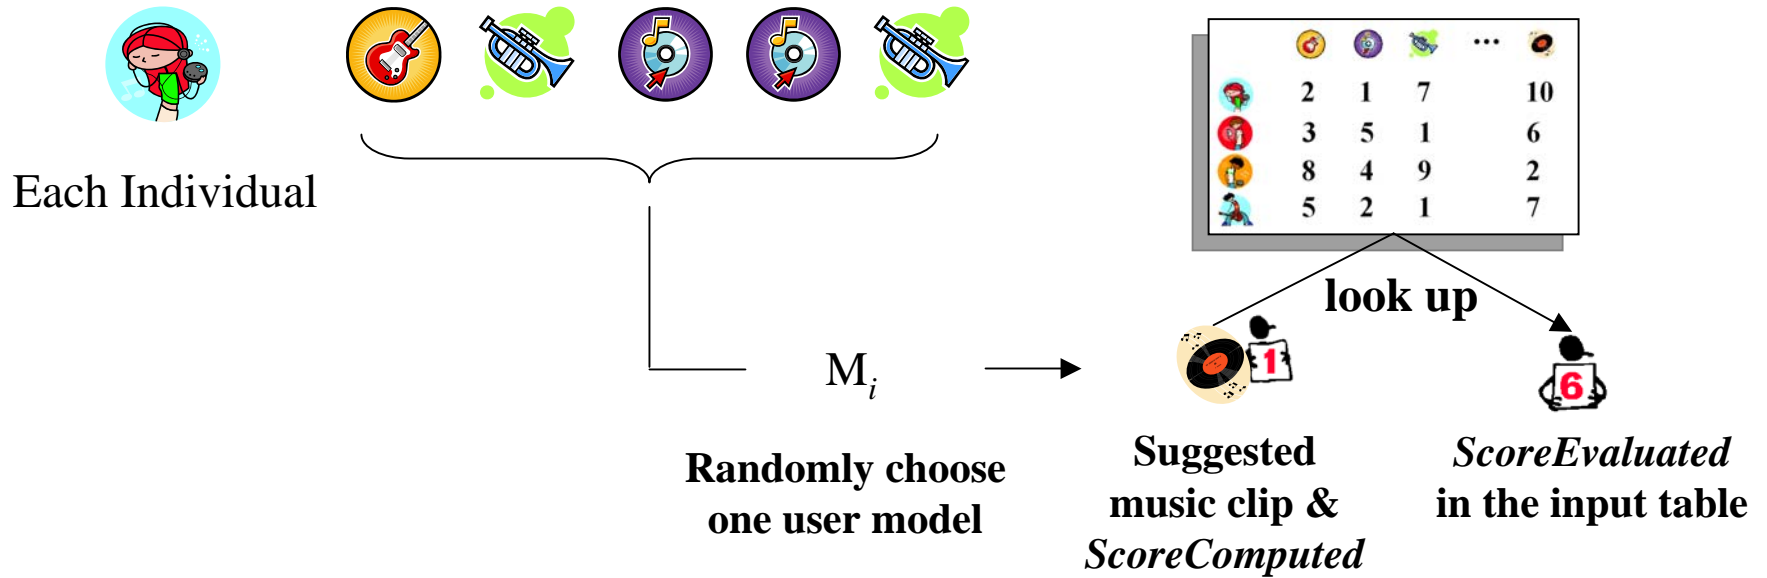 Each Individual
...
2 1 7 10
3 5 1 6
8 4 9 2
5 2 1 7
look up
M_i
1
6
Randomly choose
one user model
Suggested
music clip &
ScoreComputed
ScoreEvaluated
in the input table